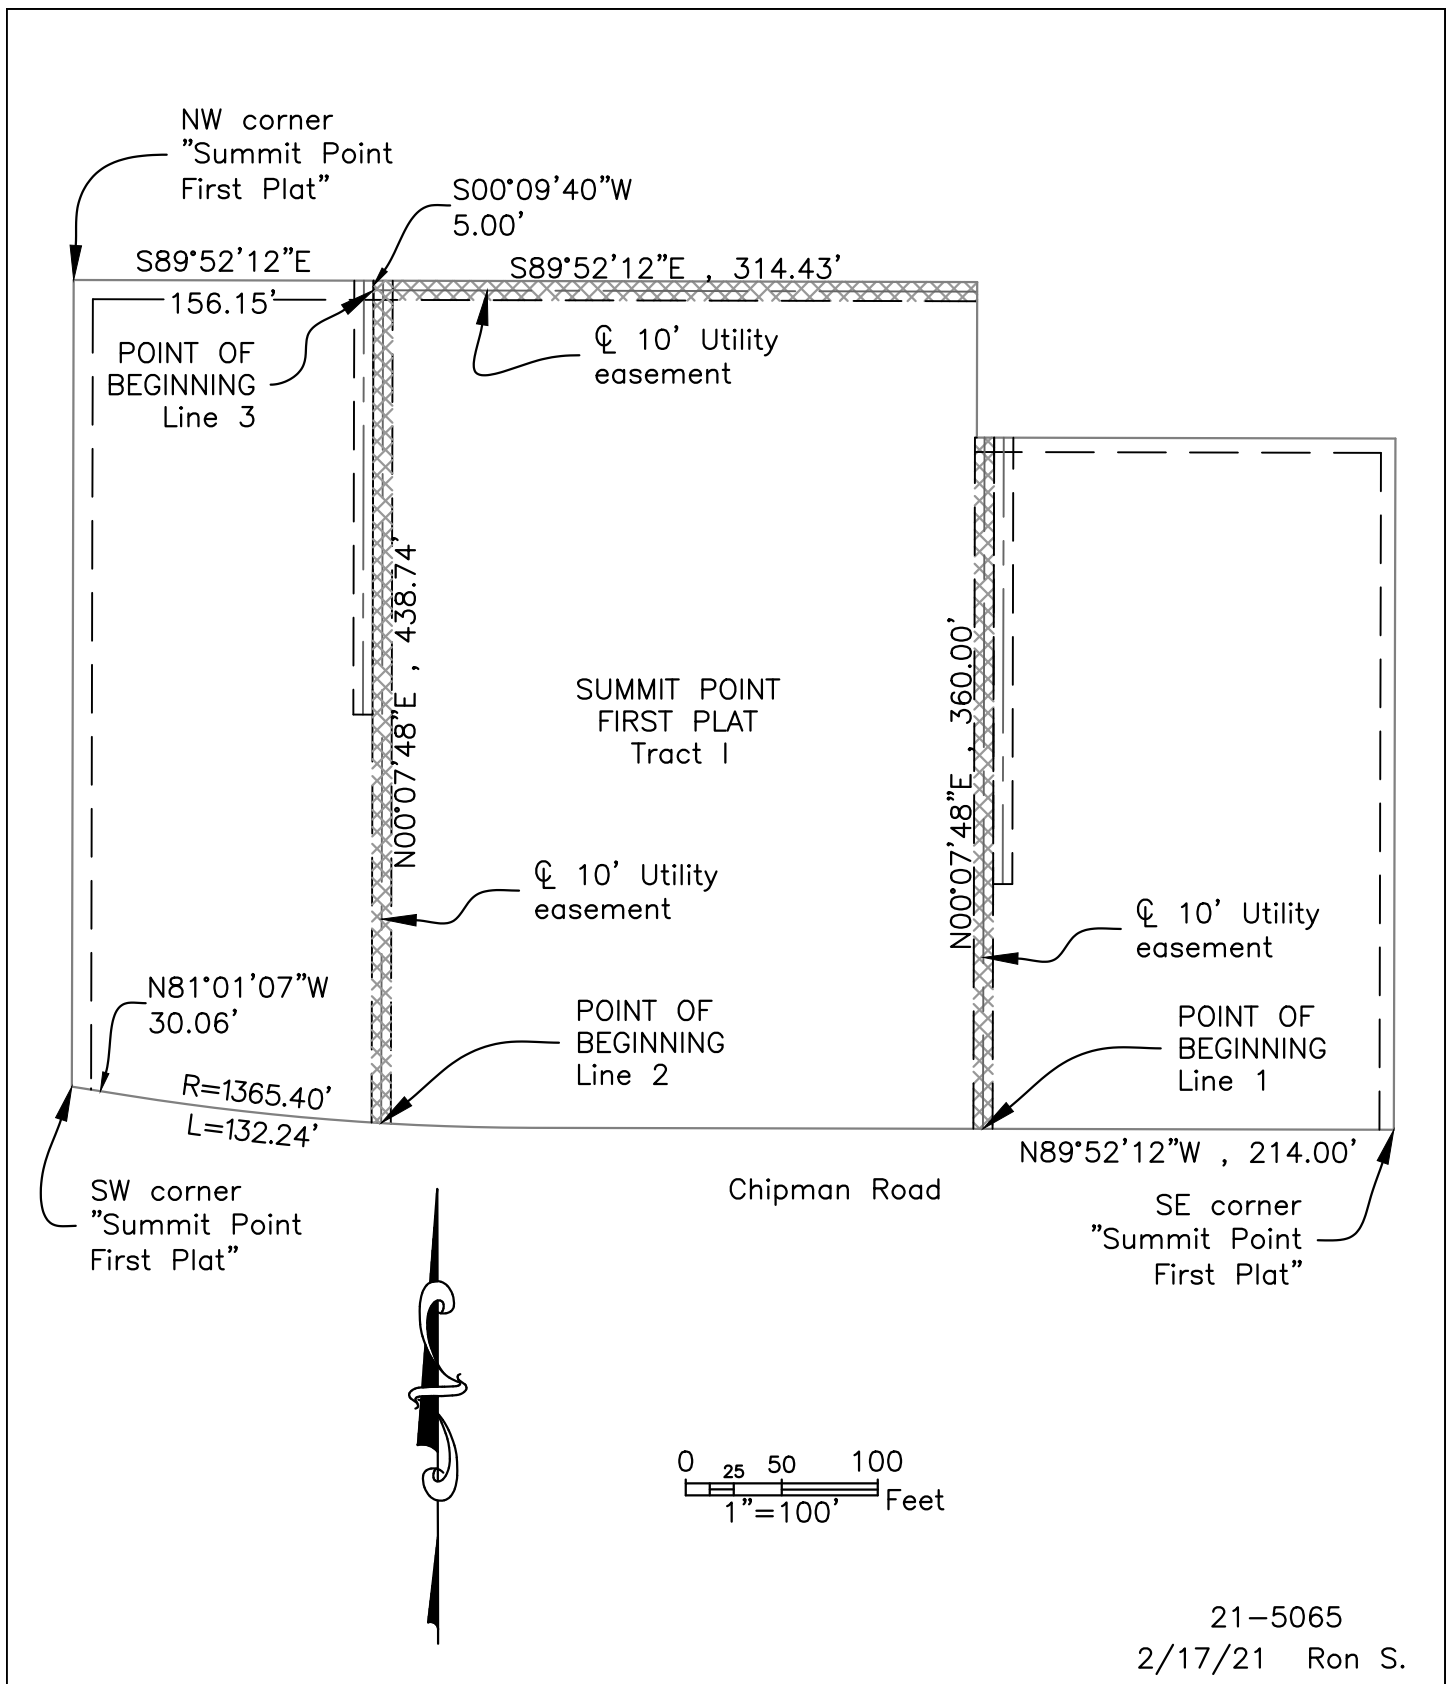 NW corner
"Summit Point
First Plat"
S00°09'40"W
5.00'
S89°52'12"E
156.15'
S89°52'12"E , 314.43'
℄ 10' Utility
easement
POINT OF
BEGINNING
Line 3
N00°07'48"E , 438.74'
SUMMIT POINT
FIRST PLAT
Tract I
N00°07'48"E , 360.00'
℄ 10' Utility
easement
℄ 10' Utility
easement
N81°01'07"W
30.06'
POINT OF
BEGINNING
Line 2
POINT OF
BEGINNING
Line 1
R=1365.40'
L=132.24'
N89°52'12"W , 214.00'
SW corner
"Summit Point
First Plat"
Chipman Road
SE corner
"Summit Point
First Plat"
0 25 50 100
Feet
1"=100'
21-5065
2/17/21 Ron S.